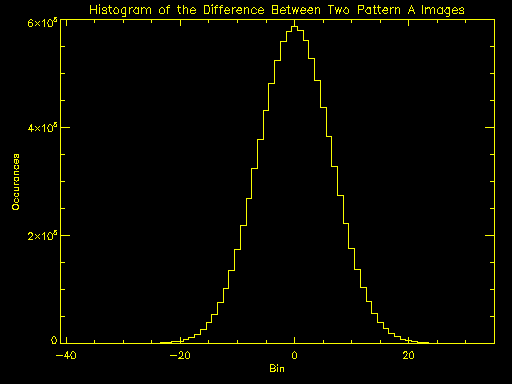 Histogram of the Difference Between Two Pattern A Images
6×10⁵
4×10⁵
2×10⁵
0
Occurances
−40 −20 0 20
Bin